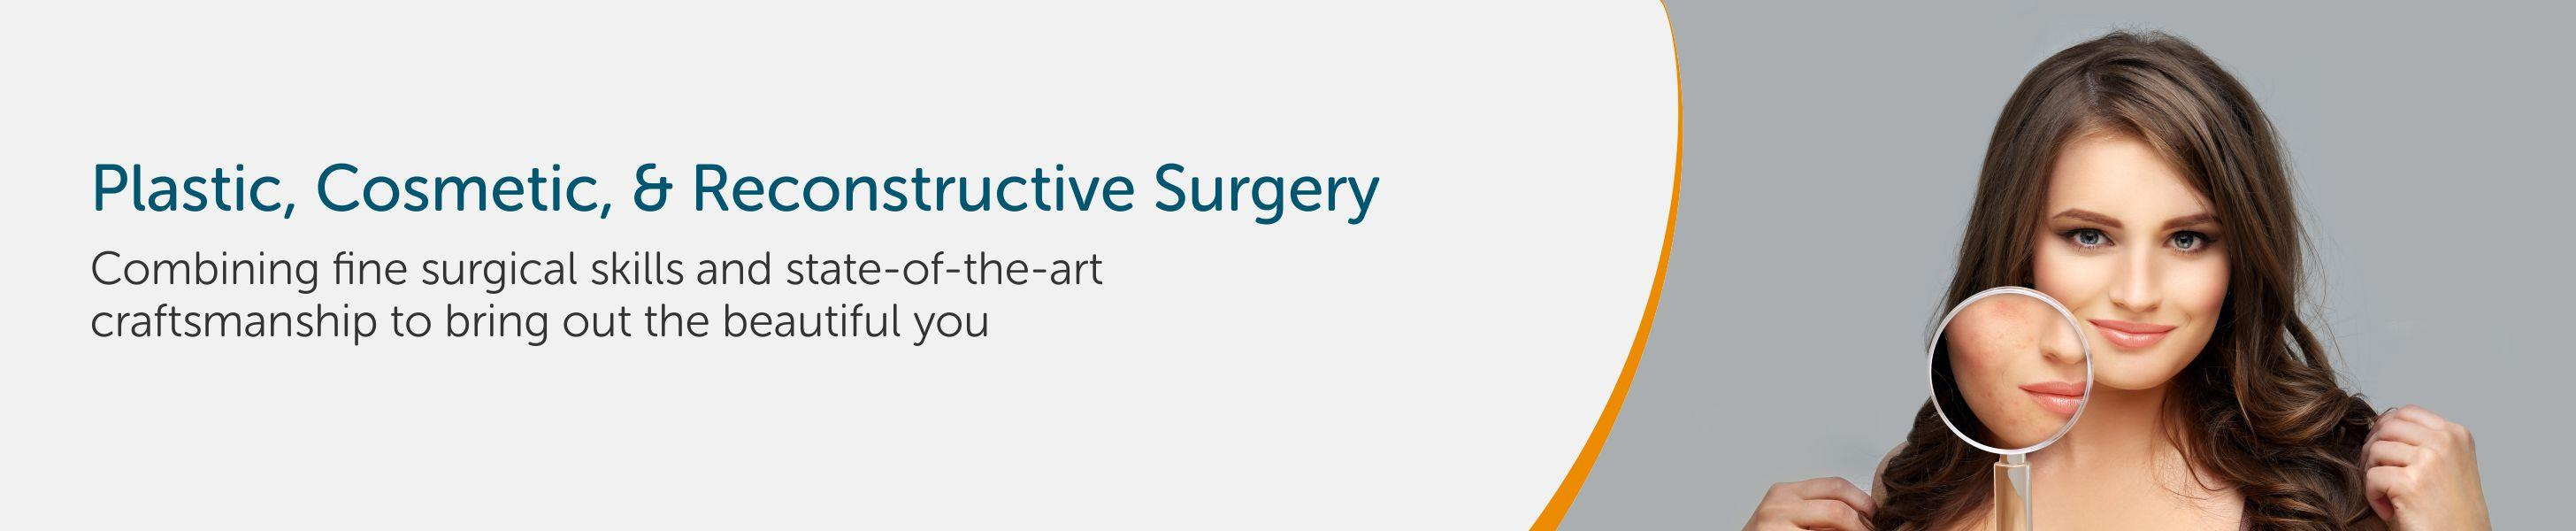 Plastic, Cosmetic, & Reconstructive Surgery
Combining fine surgical skills and state-of-the-art
craftsmanship to bring out the beautiful you